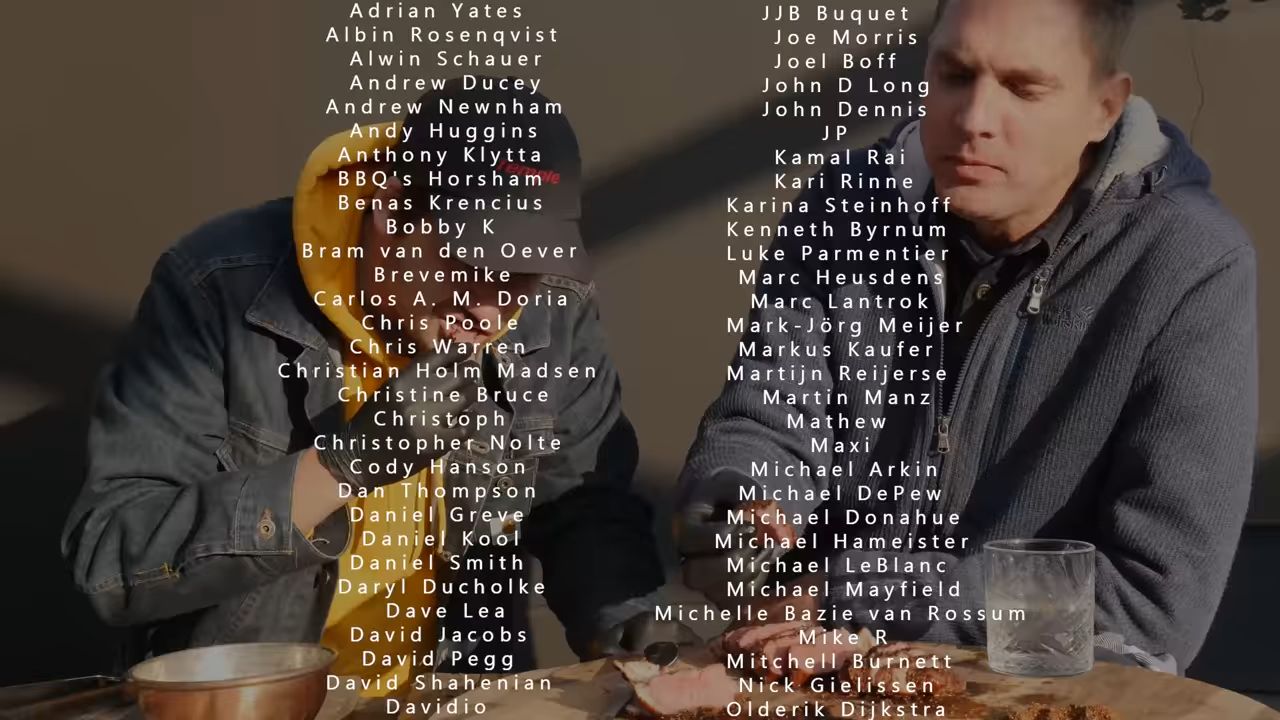 Adrian Yates
Albin Rosenqvist
Alwin Schauer
Andrew Ducey
Andrew Newnham
Andy Huggins
Anthony Klytta
BBQ's Horsham
Benas Krencius
Bobby K
Bram van den Oever
Brevemike
Carlos A. M. Doria
Chris Poole
Chris Warren
Christian Holm Madsen
Christine Bruce
Christoph
Christopher Nolte
Cody Hanson
Dan Thompson
Daniel Greve
Daniel Kool
Daniel Smith
Daryl Ducholke
Dave Lea
David Jacobs
David Pegg
David Shahenian
Davidio
JJB Buquet
Joe Morris
Joel Boff
John D Long
John Dennis
JP
Kamal Rai
Kari Rinne
Karina Steinhoff
Kenneth Byrnum
Luke Parmentier
Marc Heusdens
Marc Lantrok
Mark-Jörg Meijer
Markus Kaufer
Martijn Reijerse
Martin Manz
Mathew
Maxi
Michael Arkin
Michael DePew
Michael Donahue
Michael Hameister
Michael LeBlanc
Michael Mayfield
Michelle Bazie van Rossum
Mike R
Mitchell Burnett
Nick Gielissen
Olderik Dijkstra
Temple